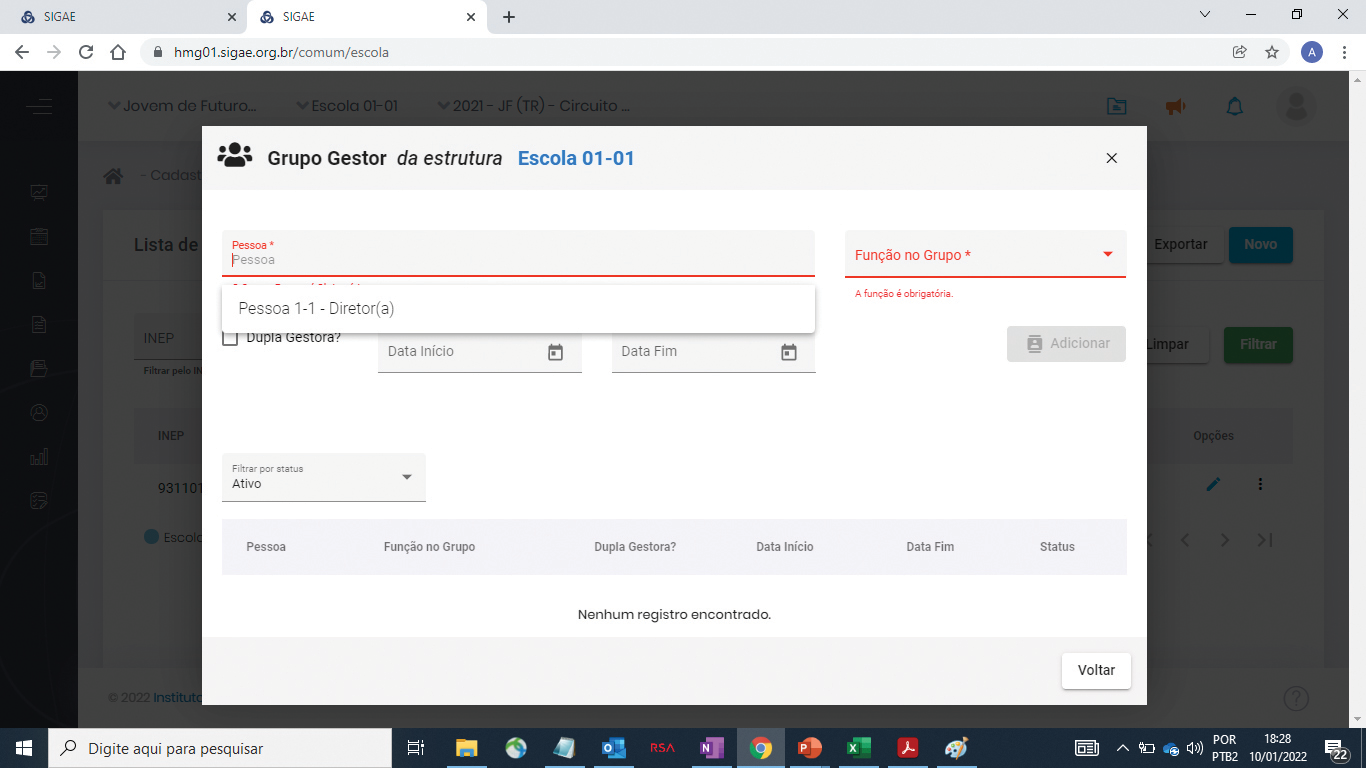 SIGAE
SIGAE
hmg01.sigae.org.br/comum/escola
A
Jovem de Futuro... Escola 01-01 2021 - JF (TR) - Circuito ...
Grupo Gestor da estrutura Escola 01-01
- Cadast
Lista de
Exportar Novo
Pessoa *
Pessoa
Função no Grupo *
A função é obrigatória.
Pessoa 1-1 - Diretor(a)
INEP
Dupla Gestora?
Data Início
Data Fim
Adicionar
Limpar
Filtrar
Filtrar pelo IN
INEP
Opções
Filtrar por status
Ativo
931101
Escola
Pessoa Função no Grupo Dupla Gestora? Data Início Data Fim Status
Nenhum registro encontrado.
Voltar
© 2022 Instituto
?
Digite aqui para pesquisar
RSA
POR
PTB2
18:28
10/01/2022
22